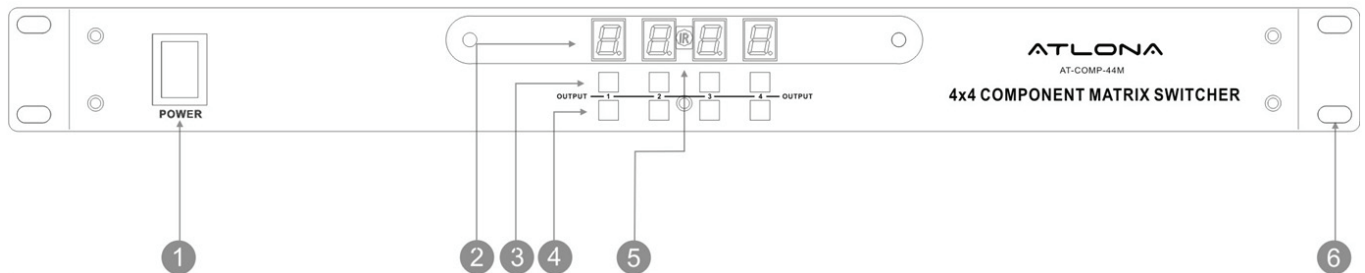 IR
ATLONA
AT-COMP-44M
4x4 COMPONENT MATRIX SWITCHER
POWER
OUTPUT 1 2 3 4 OUTPUT
1 2 3 4 5 6